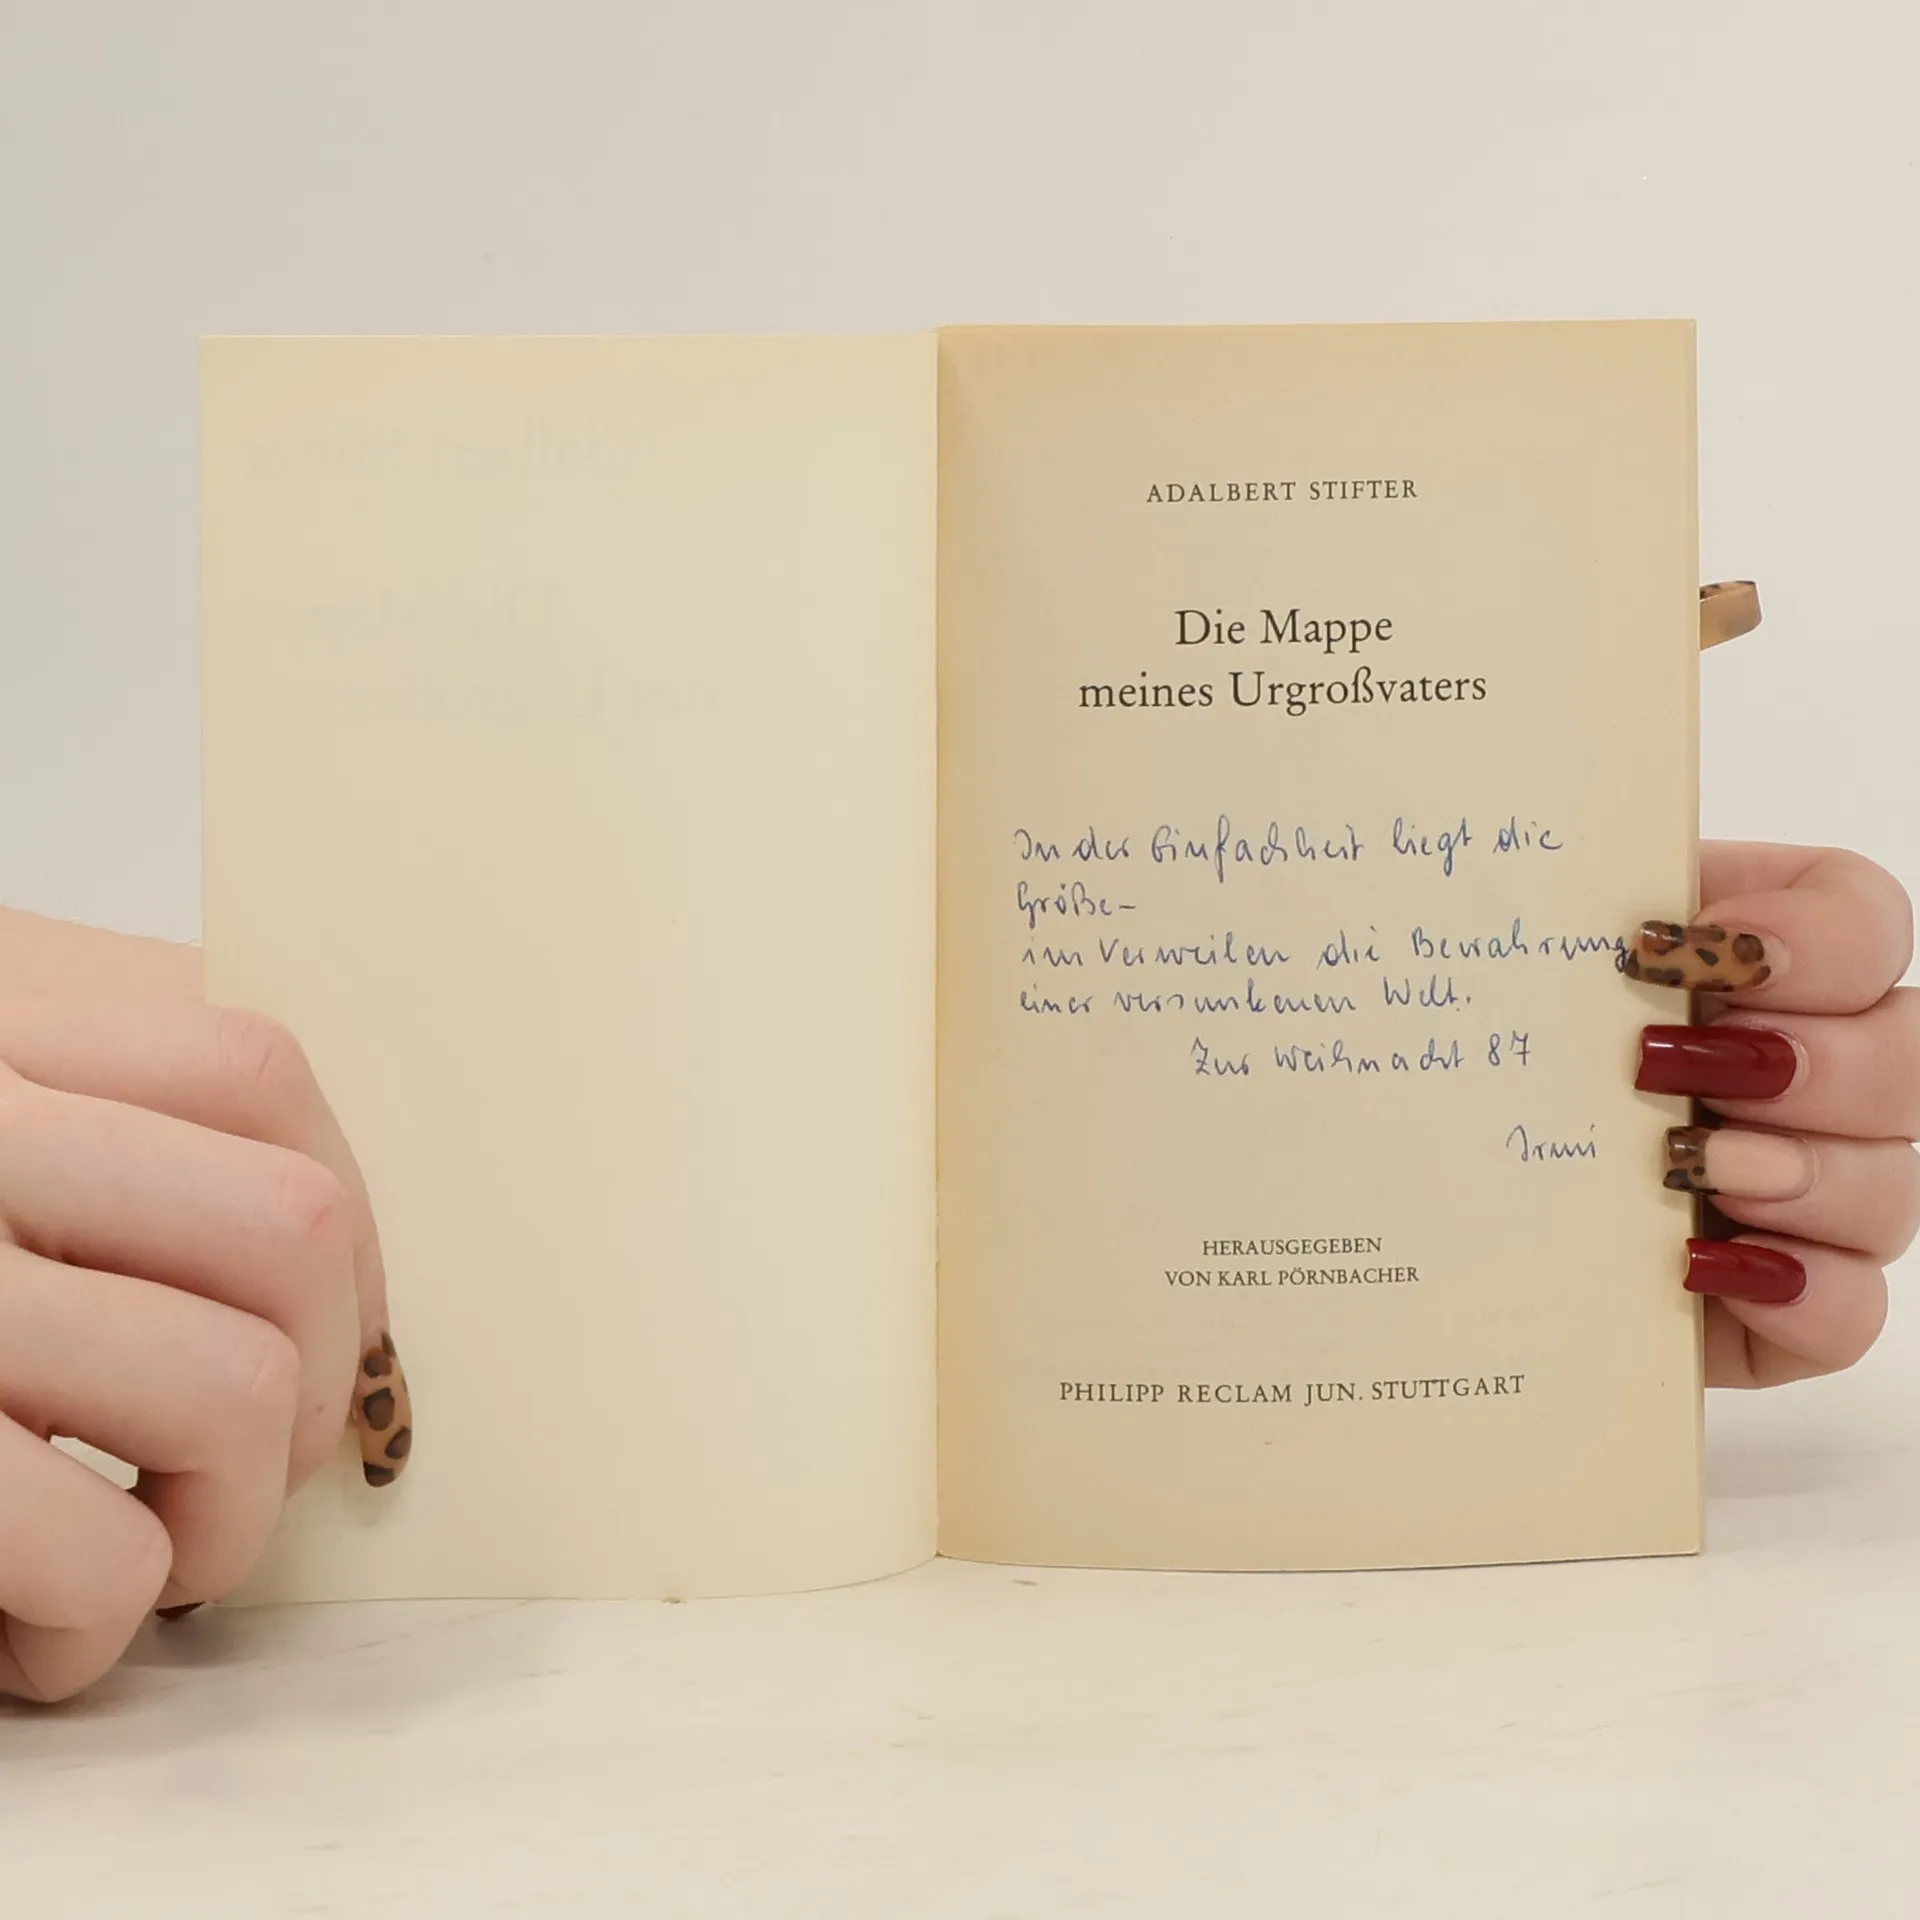 ADALBERT STIFTER
Die Mappe
meines Urgroßvaters
In der Einfachheit liegt die
Größe –
im Verweilen die Bewahrung
einer versunkenen Welt.
Zur Weihnacht 87
Irmi
HERAUSGEGEBEN
VON KARL PÖRNBACHER
PHILIPP RECLAM JUN. STUTTGART